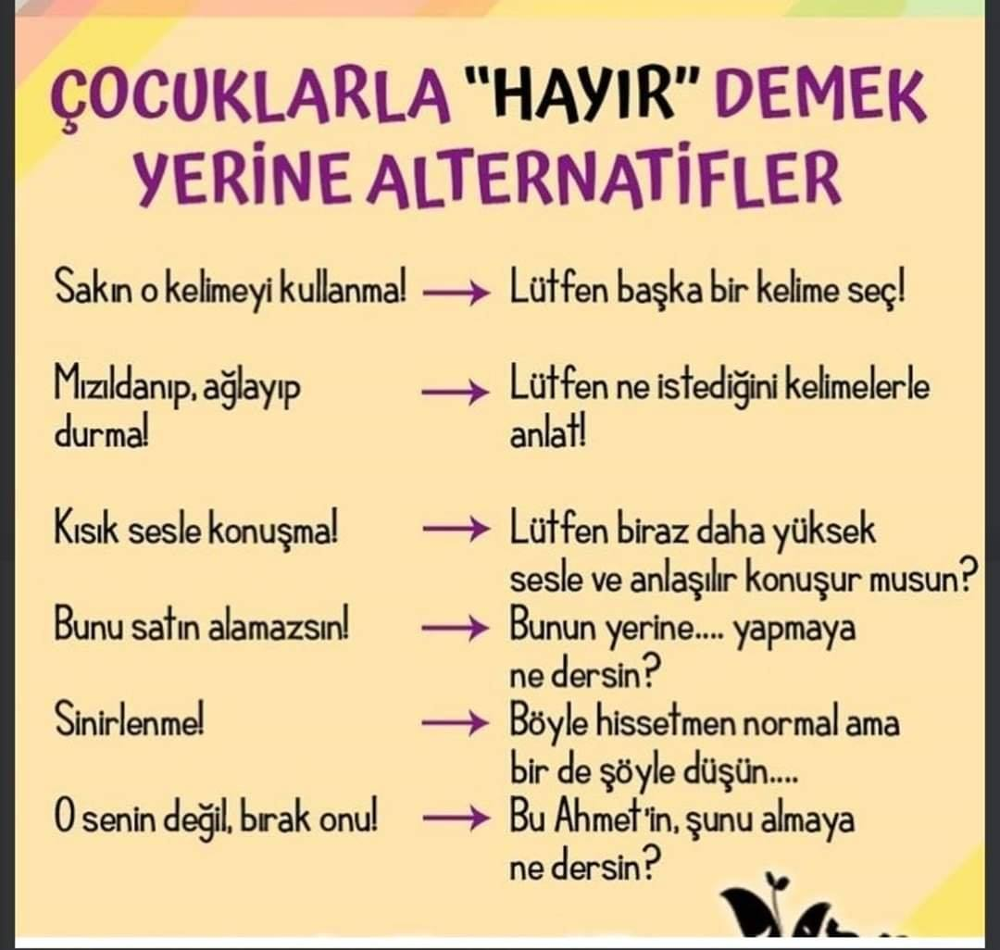 ÇOCUKLARLA "HAYIR" DEMEK
YERİNE ALTERNATİFLER
Sakın o kelimeyi kullanma! → Lütfen başka bir kelime seç!
Mızıldanıp, ağlayıp → Lütfen ne istediğini kelimelerle
durma! anlat!
Kısık sesle konuşma! → Lütfen biraz daha yüksek
sesle ve anlaşılır konuşur musun?
Bunu satın alamazsın! → Bunun yerine.... yapmaya
ne dersin?
Sinirlenme! → Böyle hissetmen normal ama
bir de şöyle düşün....
O senin değil, bırak onu! → Bu Ahmet'in, şunu almaya
ne dersin?